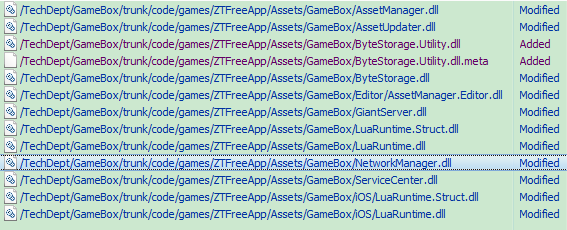 /TechDept/GameBox/trunk/code/games/ZTFreeApp/Assets/GameBox/AssetManager.dll Modified
/TechDept/GameBox/trunk/code/games/ZTFreeApp/Assets/GameBox/AssetUpdater.dll Modified
/TechDept/GameBox/trunk/code/games/ZTFreeApp/Assets/GameBox/ByteStorage.Utility.dll Added
/TechDept/GameBox/trunk/code/games/ZTFreeApp/Assets/GameBox/ByteStorage.Utility.dll.meta Added
/TechDept/GameBox/trunk/code/games/ZTFreeApp/Assets/GameBox/ByteStorage.dll Modified
/TechDept/GameBox/trunk/code/games/ZTFreeApp/Assets/GameBox/Editor/AssetManager.Editor.dll Modified
/TechDept/GameBox/trunk/code/games/ZTFreeApp/Assets/GameBox/GiantServer.dll Modified
/TechDept/GameBox/trunk/code/games/ZTFreeApp/Assets/GameBox/LuaRuntime.Struct.dll Modified
/TechDept/GameBox/trunk/code/games/ZTFreeApp/Assets/GameBox/LuaRuntime.dll Modified
/TechDept/GameBox/trunk/code/games/ZTFreeApp/Assets/GameBox/NetworkManager.dll Modified
/TechDept/GameBox/trunk/code/games/ZTFreeApp/Assets/GameBox/ServiceCenter.dll Modified
/TechDept/GameBox/trunk/code/games/ZTFreeApp/Assets/GameBox/iOS/LuaRuntime.Struct.dll Modified
/TechDept/GameBox/trunk/code/games/ZTFreeApp/Assets/GameBox/iOS/LuaRuntime.dll Modified